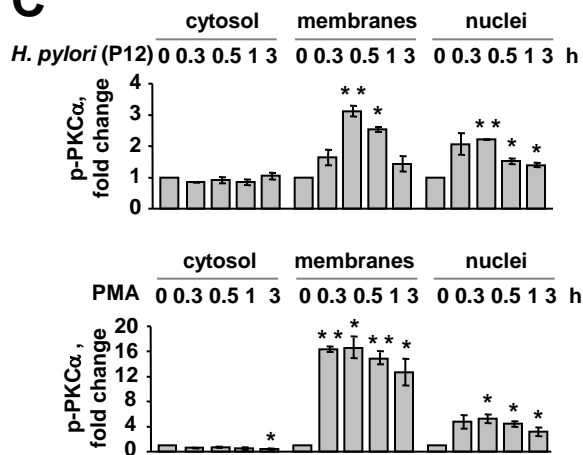 C
cytosol membranes nuclei
H. pylori (P12) 0 0.3 0.5 1 3 0 0.3 0.5 1 3 0 0.3 0.5 1 3 h
p-PKCα,
fold change
4
3
2
1
0
** * ** * *
cytosol membranes nuclei
PMA 0 0.3 0.5 1 3 0 0.3 0.5 1 3 0 0.3 0.5 1 3 h
p-PKCα ,
fold change
20
16
12
8
4
0
* ** * ** * * * *